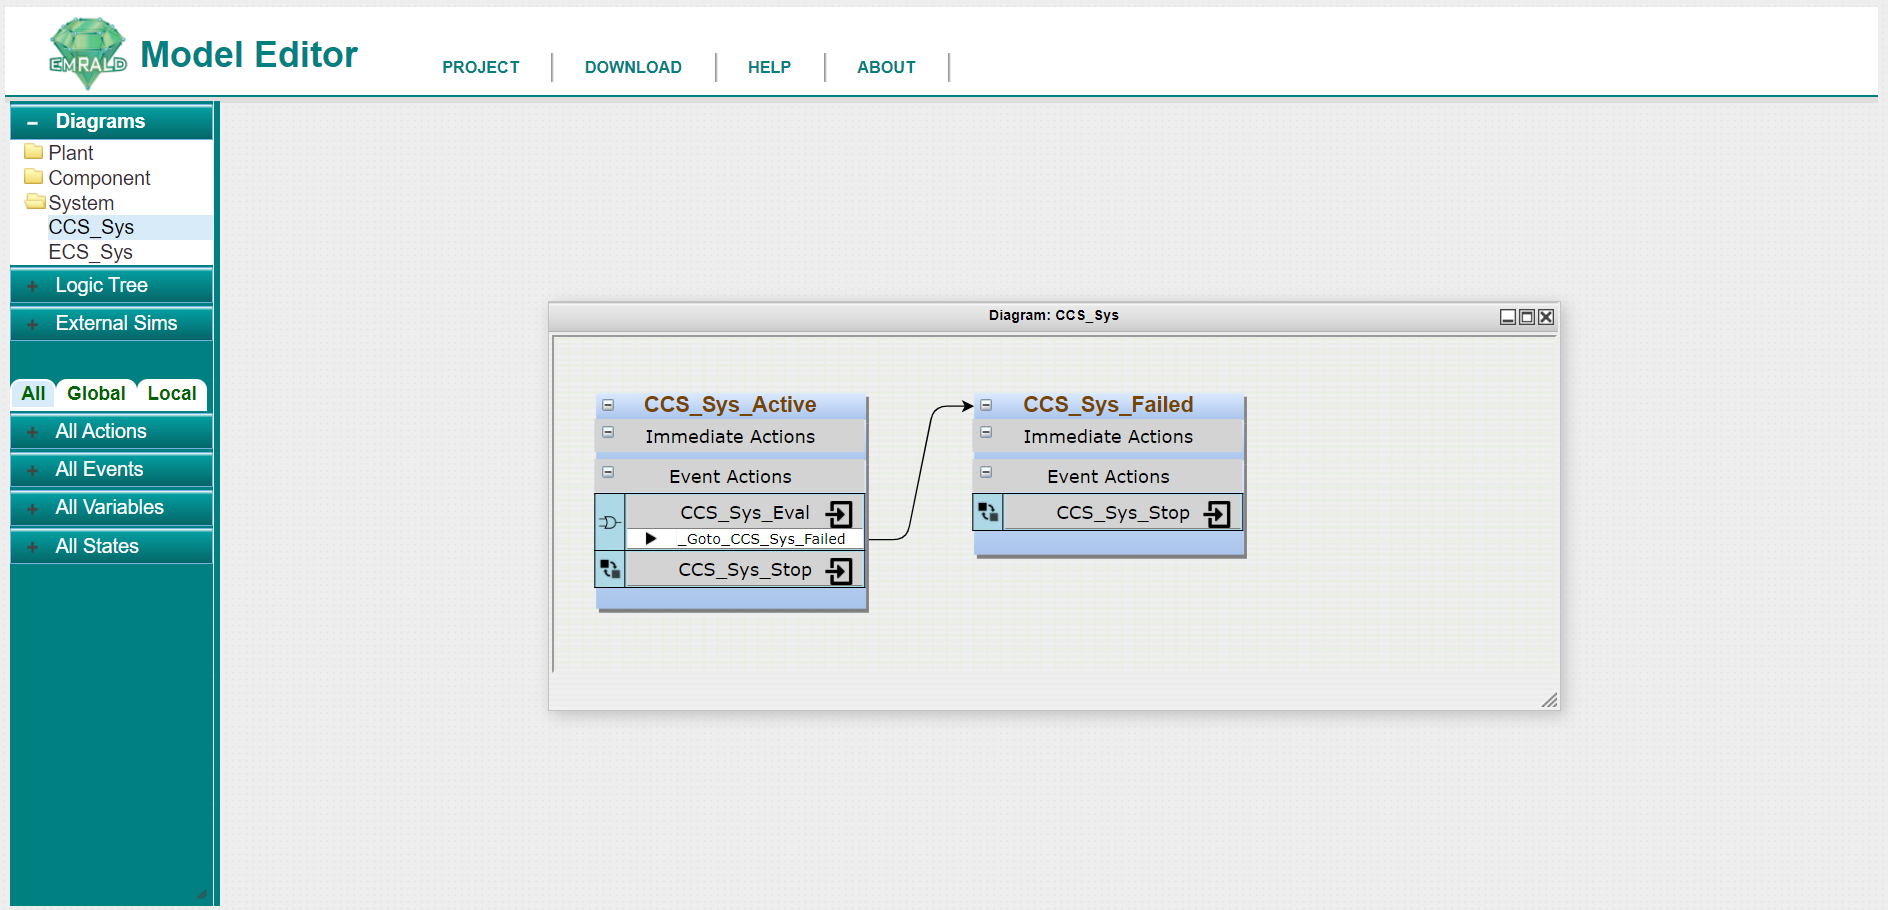 EMRALD
Model Editor
PROJECT
DOWNLOAD
HELP
ABOUT
Diagrams
Plant
Component
System
CCS_Sys
ECS_Sys
Logic Tree
External Sims
All
Global
Local
All Actions
All Events
All Variables
All States
Diagram: CCS_Sys
CCS_Sys_Active
Immediate Actions
Event Actions
CCS_Sys_Eval
_Goto_CCS_Sys_Failed
CCS_Sys_Stop
CCS_Sys_Failed
Immediate Actions
Event Actions
CCS_Sys_Stop